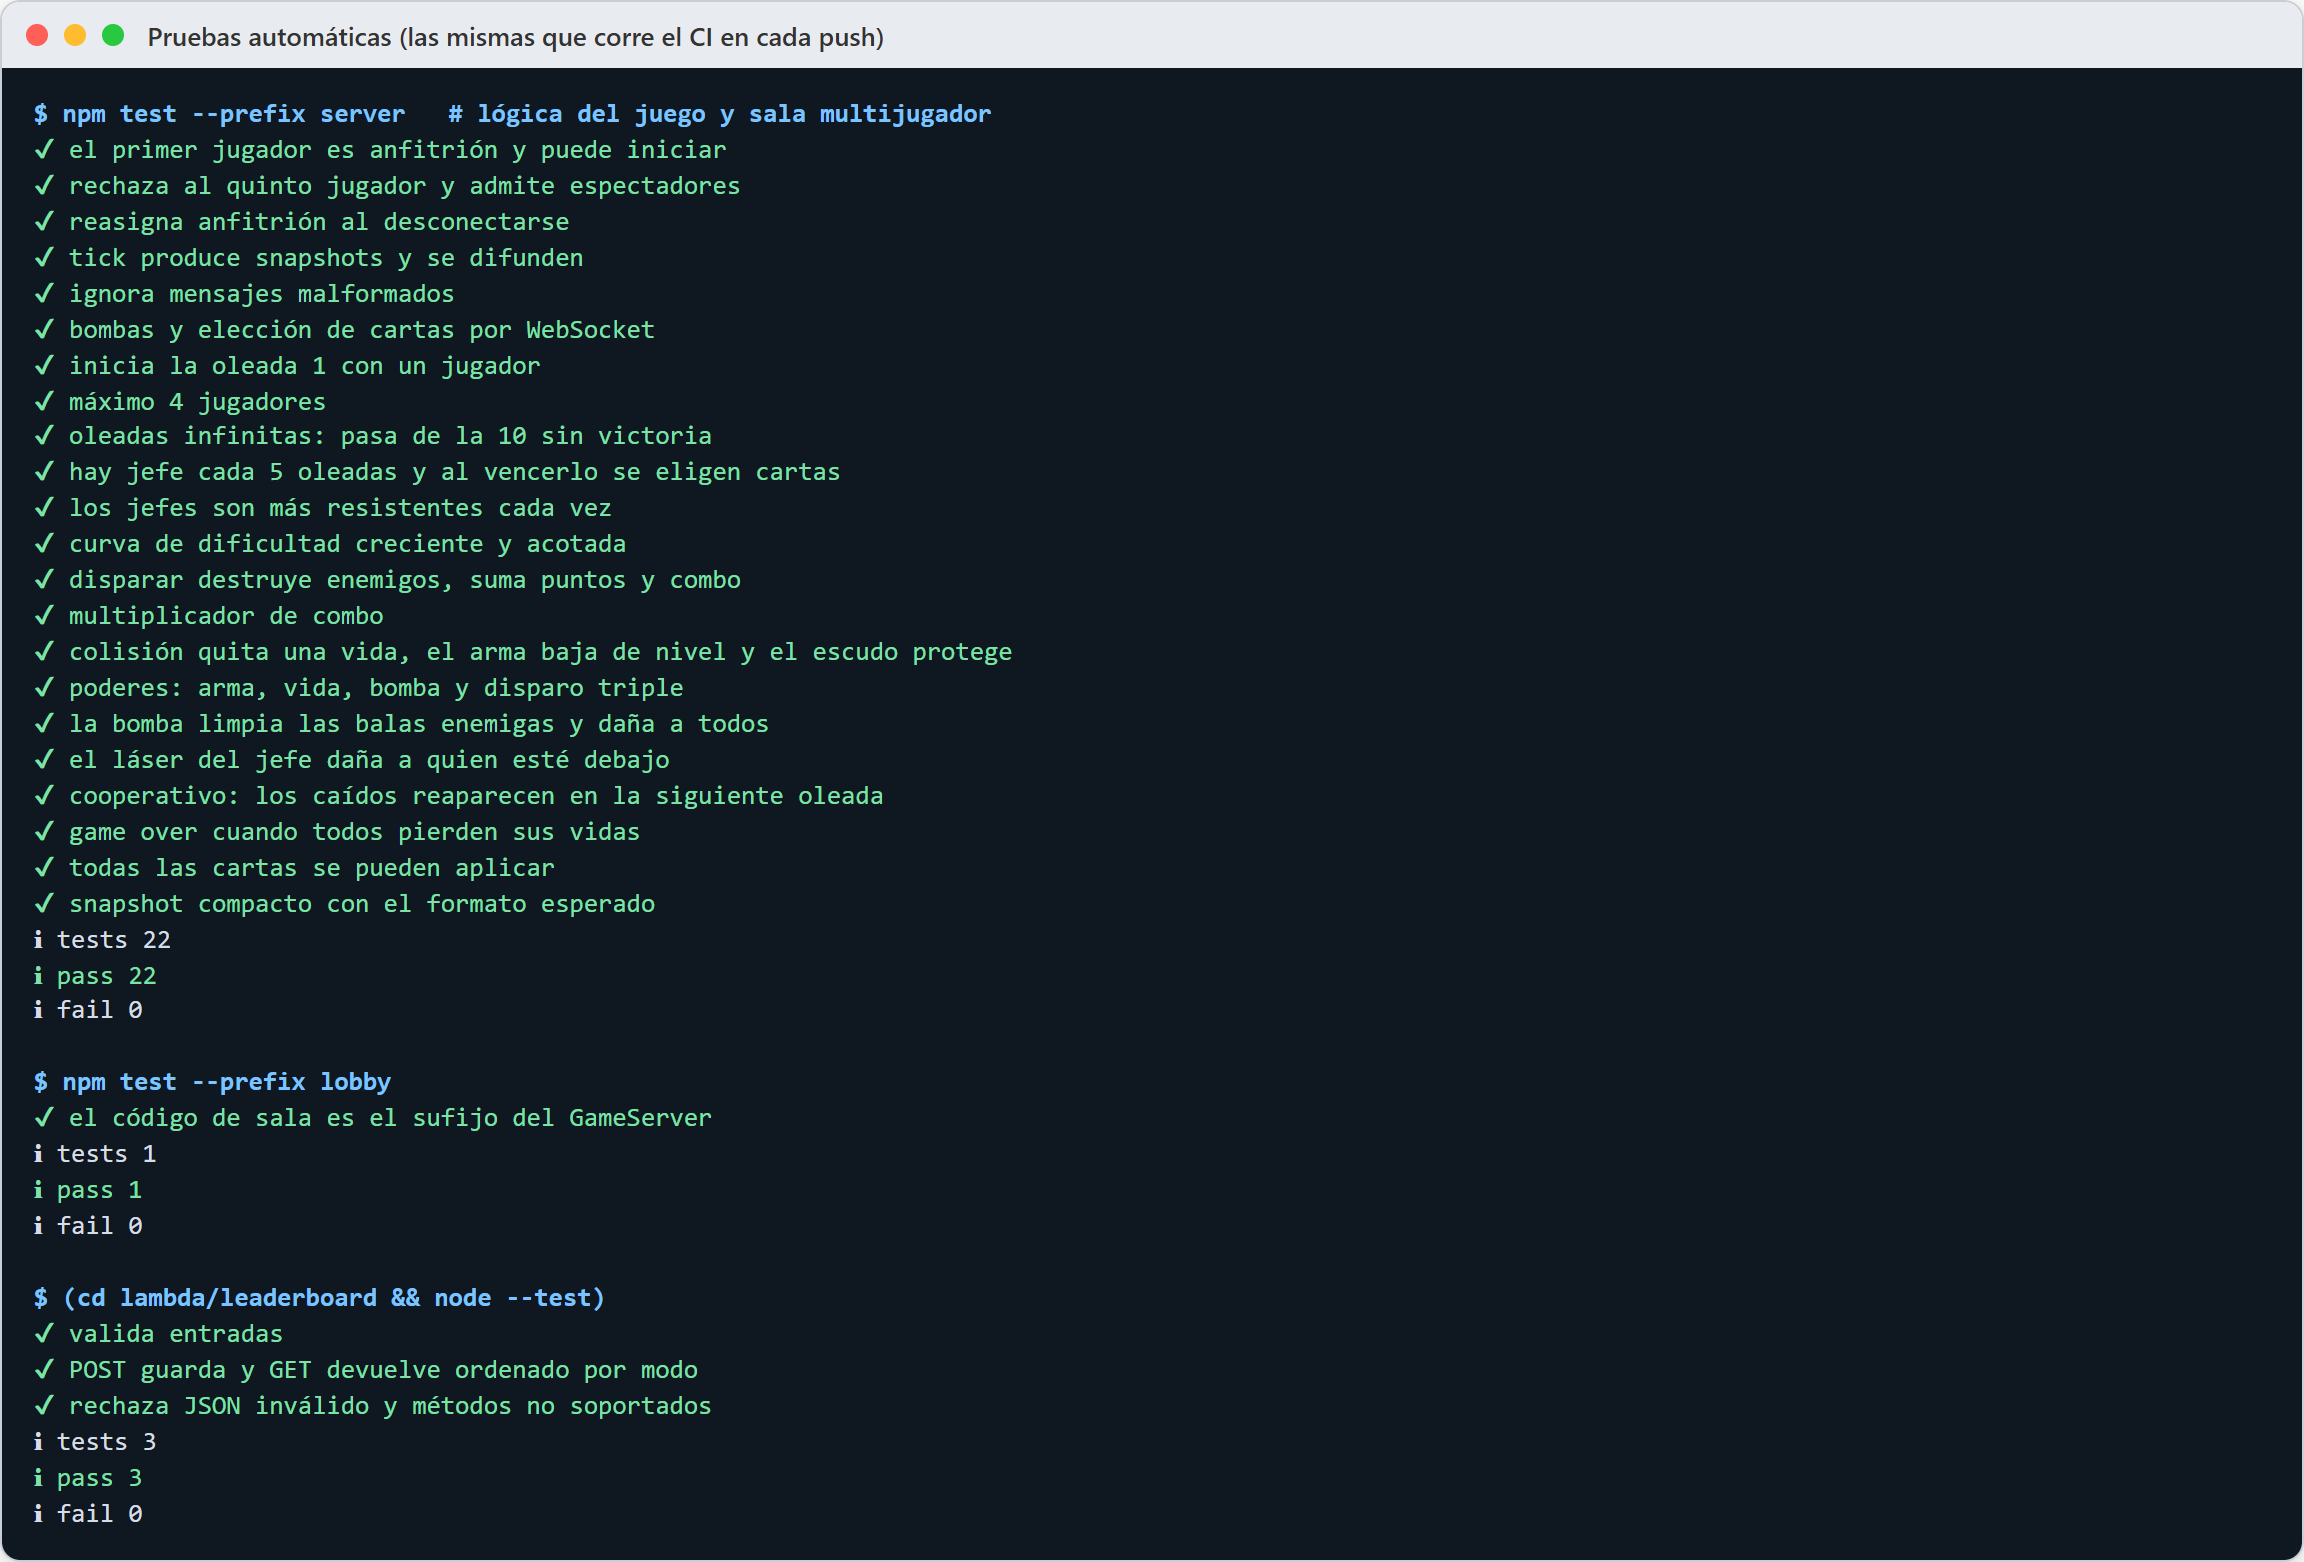 Pruebas automáticas (las mismas que corre el CI en cada push)
$ npm test --prefix server   # lógica del juego y sala multijugador
✓ el primer jugador es anfitrión y puede iniciar
✓ rechaza al quinto jugador y admite espectadores
✓ reasigna anfitrión al desconectarse
✓ tick produce snapshots y se difunden
✓ ignora mensajes malformados
✓ bombas y elección de cartas por WebSocket
✓ inicia la oleada 1 con un jugador
✓ máximo 4 jugadores
✓ oleadas infinitas: pasa de la 10 sin victoria
✓ hay jefe cada 5 oleadas y al vencerlo se eligen cartas
✓ los jefes son más resistentes cada vez
✓ curva de dificultad creciente y acotada
✓ disparar destruye enemigos, suma puntos y combo
✓ multiplicador de combo
✓ colisión quita una vida, el arma baja de nivel y el escudo protege
✓ poderes: arma, vida, bomba y disparo triple
✓ la bomba limpia las balas enemigas y daña a todos
✓ el láser del jefe daña a quien esté debajo
✓ cooperativo: los caídos reaparecen en la siguiente oleada
✓ game over cuando todos pierden sus vidas
✓ todas las cartas se pueden aplicar
✓ snapshot compacto con el formato esperado
ℹ tests 22
ℹ pass 22
ℹ fail 0
$ npm test --prefix lobby
✓ el código de sala es el sufijo del GameServer
ℹ tests 1
ℹ pass 1
ℹ fail 0
$ (cd lambda/leaderboard && node --test)
✓ valida entradas
✓ POST guarda y GET devuelve ordenado por modo
✓ rechaza JSON inválido y métodos no soportados
ℹ tests 3
ℹ pass 3
ℹ fail 0